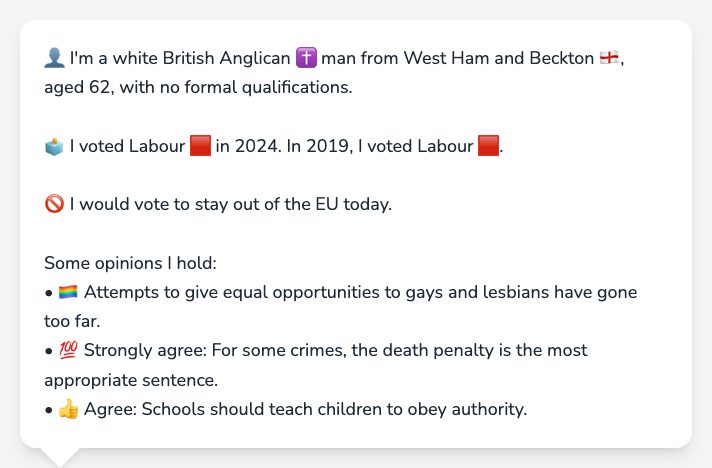 👤 I'm a white British Anglican ✝️ man from West Ham and Beckton 🏴󠁧󠁢󠁥󠁮󠁧󠁿,
aged 62, with no formal qualifications.
🗳️ I voted Labour 🟥 in 2024. In 2019, I voted Labour 🟥.
🚫 I would vote to stay out of the EU today.
Some opinions I hold:
• 🏳️‍🌈 Attempts to give equal opportunities to gays and lesbians have gone
too far.
• 💯 Strongly agree: For some crimes, the death penalty is the most
appropriate sentence.
• 👍 Agree: Schools should teach children to obey authority.